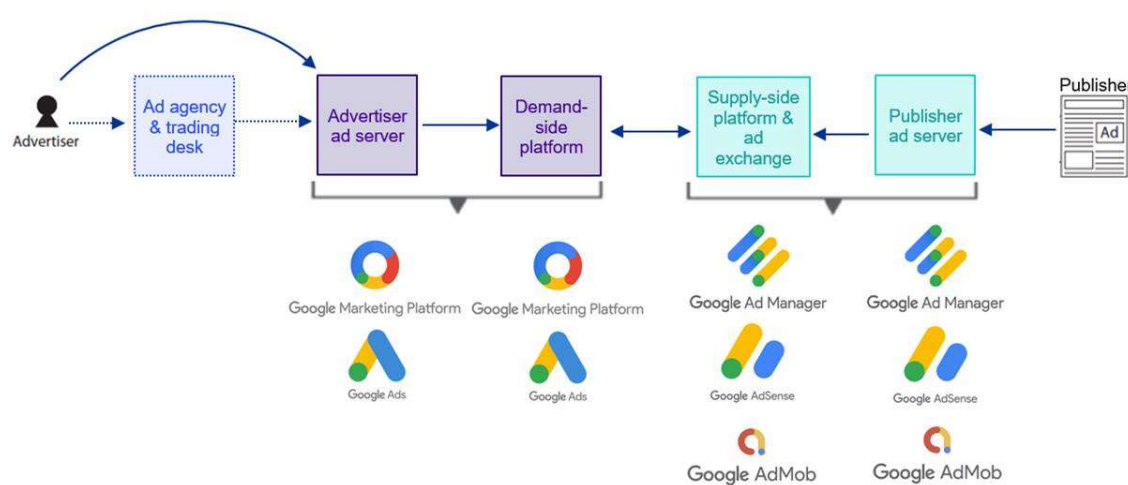 Advertiser
Ad agency
& trading
desk
Advertiser
ad server
Demand-
side
platform
Supply-side
platform &
ad
exchange
Publisher
ad server
Publisher
Ad
Google Marketing Platform
Google Marketing Platform
Google Ad Manager
Google Ad Manager
Google Ads
Google Ads
Google AdSense
Google AdSense
Google AdMob
Google AdMob